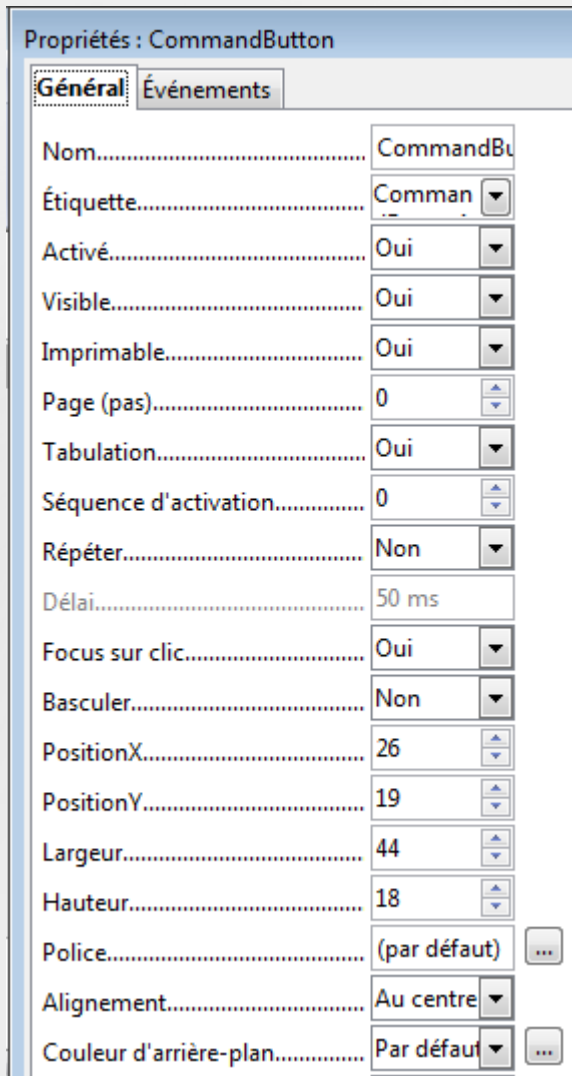 Propriétés : CommandButton
Général Événements
Nom.................................................... CommandBu
Étiquette............................................. Comman
Activé.................................................. Oui
Visible................................................. Oui
Imprimable......................................... Oui
Page (pas)........................................... 0
Tabulation.......................................... Oui
Séquence d'activation............... 0
Répéter............................................... Non
Délai.................................................... 50 ms
Focus sur clic................................... Oui
Basculer............................................. Non
PositionX........................................... 26
PositionY........................................... 19
Largeur............................................... 44
Hauteur.............................................. 18
Police.................................................. (par défaut) ...
Alignement...................................... Au centre
Couleur d'arrière-plan............... Par défaut ...